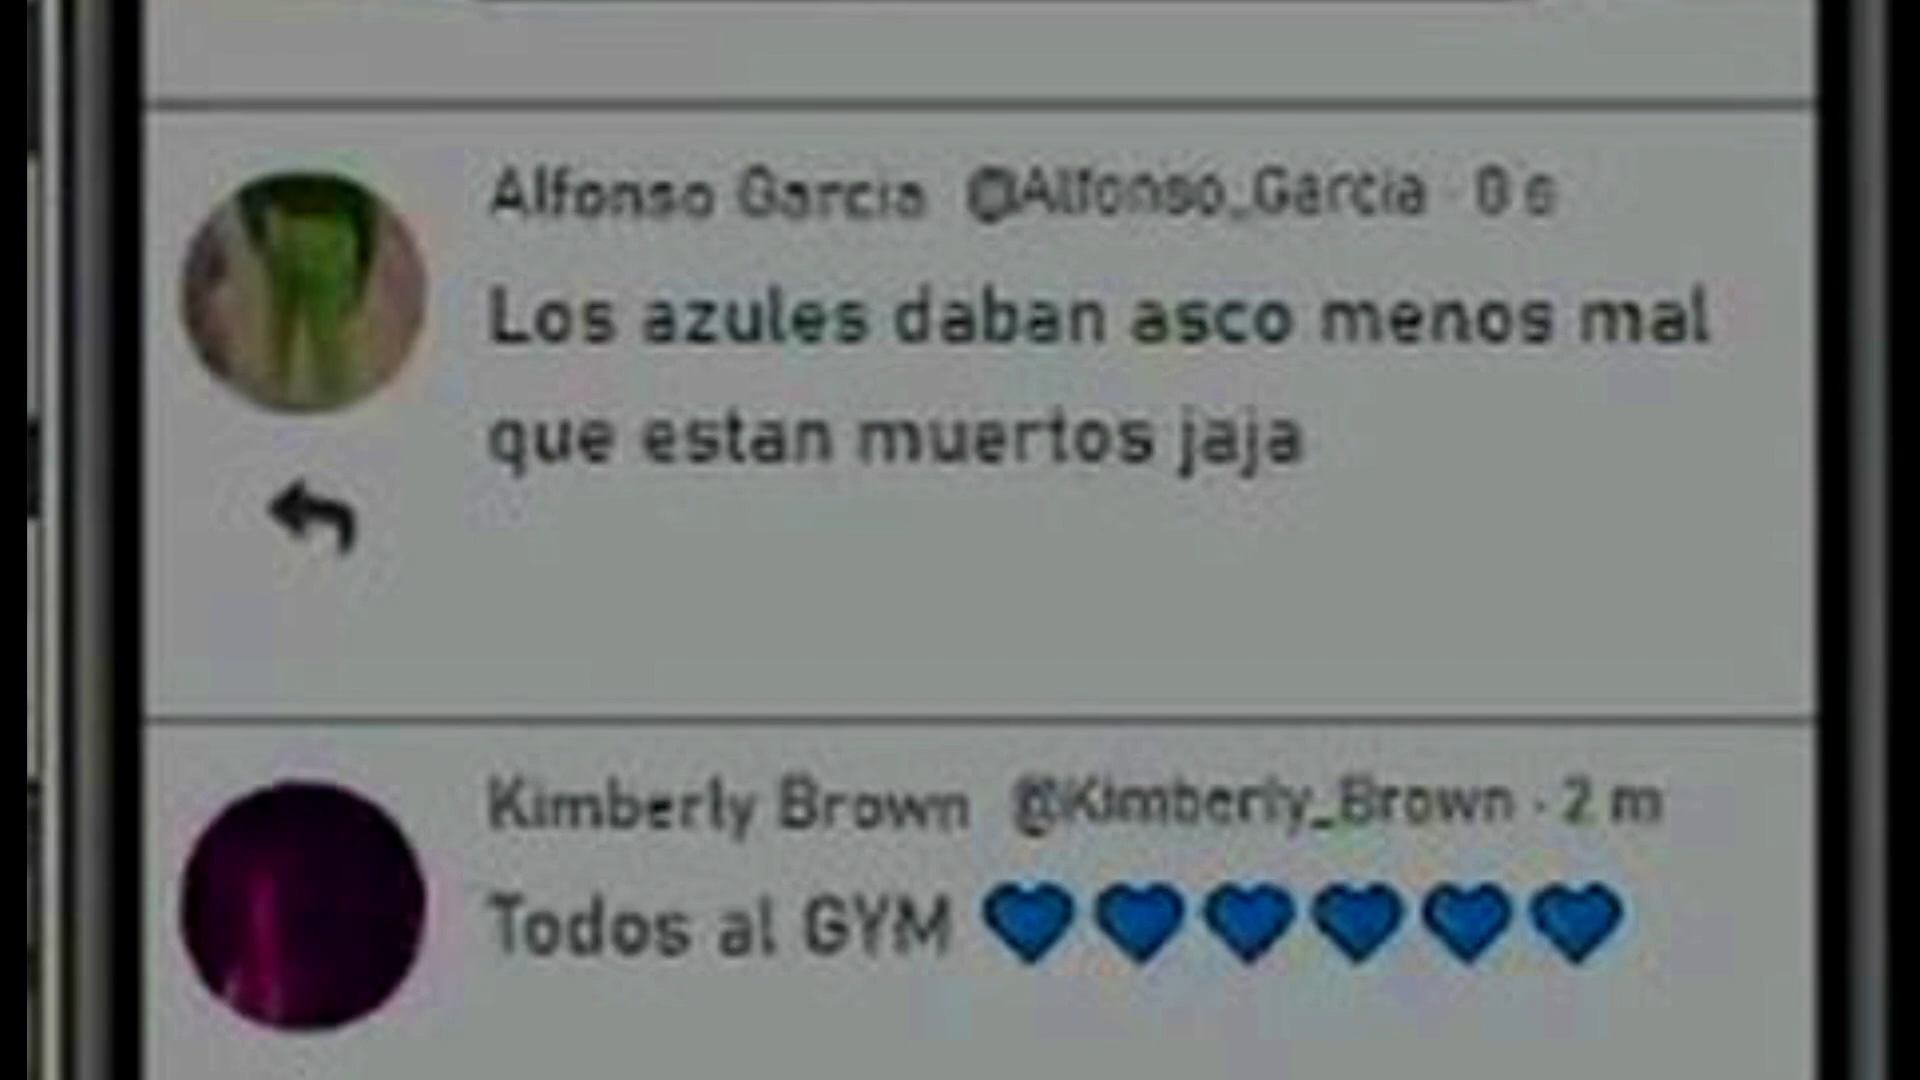 Alfonso Garcia @Alfonso_Garcia · 0 s
Los azules daban asco menos mal
que estan muertos jaja
Kimberly Brown @Kimberly_Brown · 2 m
Todos al GYM 💙💙💙💙💙💙